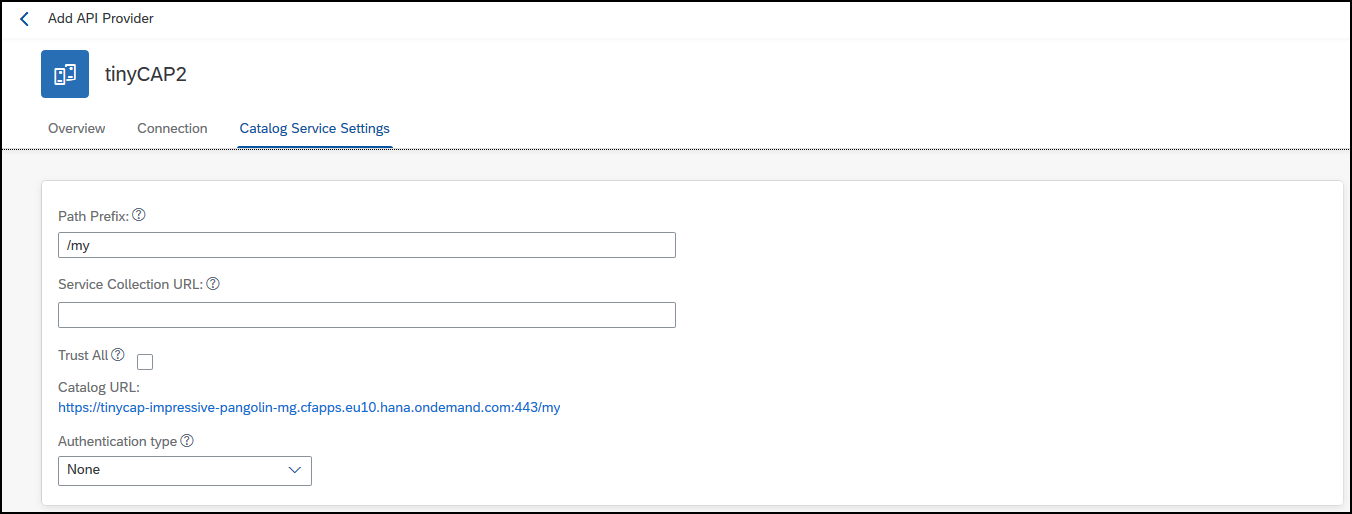 Add API Provider
tinyCAP2
Overview Connection Catalog Service Settings
Path Prefix:
/my
Service Collection URL:
Trust All
Catalog URL:
https://tinycap-impressive-pangolin-mg.cfapps.eu10.hana.ondemand.com:443/my
Authentication type
None